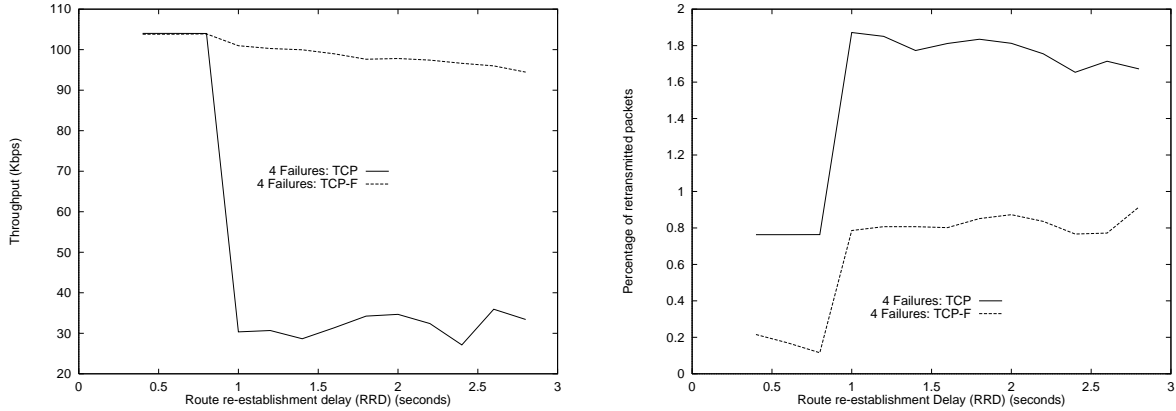 110
100
90
80
70
60
50
40
30
20
Throughput (Kbps)
4 Failures: TCP
4 Failures: TCP-F
0 0.5 1 1.5 2 2.5 3
Route re-establishment delay (RRD) (seconds)
2
1.8
1.6
1.4
1.2
1
0.8
0.6
0.4
0.2
0
Percentage of retransmitted packets
4 Failures: TCP
4 Failures: TCP-F
0 0.5 1 1.5 2 2.5 3
Route re-establishment Delay (RRD) (seconds)